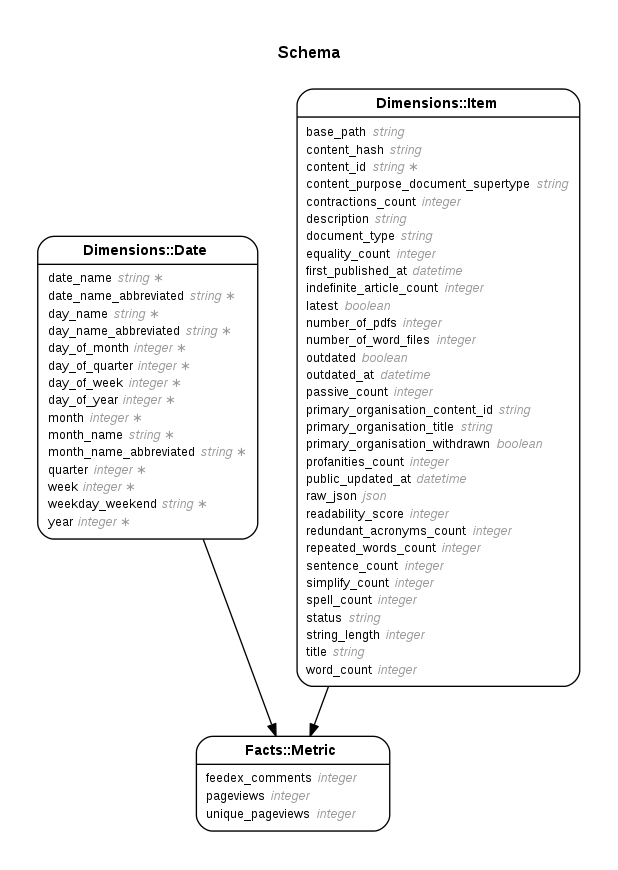 Schema
Dimensions::Item
base_path string
content_hash string
content_id string ∗
content_purpose_document_supertype string
contractions_count integer
description string
document_type string
equality_count integer
first_published_at datetime
indefinite_article_count integer
latest boolean
number_of_pdfs integer
number_of_word_files integer
outdated boolean
outdated_at datetime
passive_count integer
primary_organisation_content_id string
primary_organisation_title string
primary_organisation_withdrawn boolean
profanities_count integer
public_updated_at datetime
raw_json json
readability_score integer
redundant_acronyms_count integer
repeated_words_count integer
sentence_count integer
simplify_count integer
spell_count integer
status string
string_length integer
title string
word_count integer
Dimensions::Date
date_name string ∗
date_name_abbreviated string ∗
day_name string ∗
day_name_abbreviated string ∗
day_of_month integer ∗
day_of_quarter integer ∗
day_of_week integer ∗
day_of_year integer ∗
month integer ∗
month_name string ∗
month_name_abbreviated string ∗
quarter integer ∗
week integer ∗
weekday_weekend string ∗
year integer ∗
Facts::Metric
feedex_comments integer
pageviews integer
unique_pageviews integer